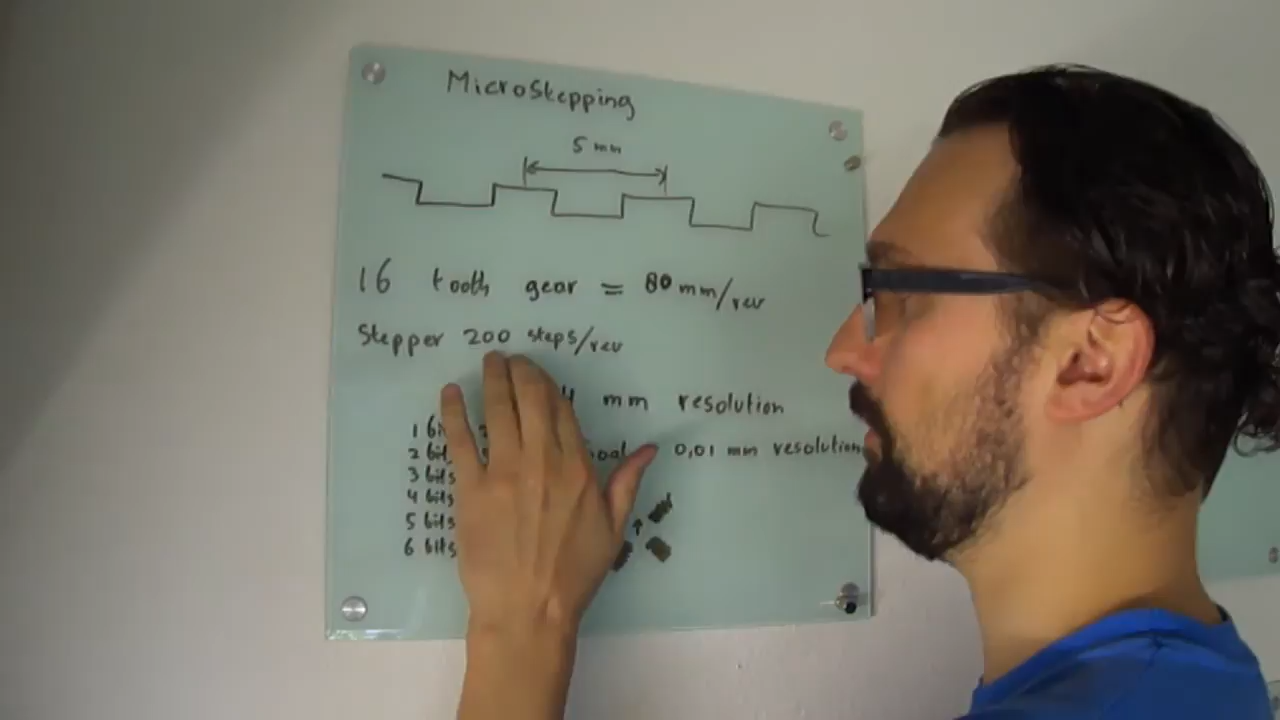 MicroStepping
5 mm
16 tooth gear = 80 mm/rev
Stepper 200 steps/rev
mm resolution
1
2 bit
0,01 mm resolution
3 bits
4 bits
5 bits
6 bits